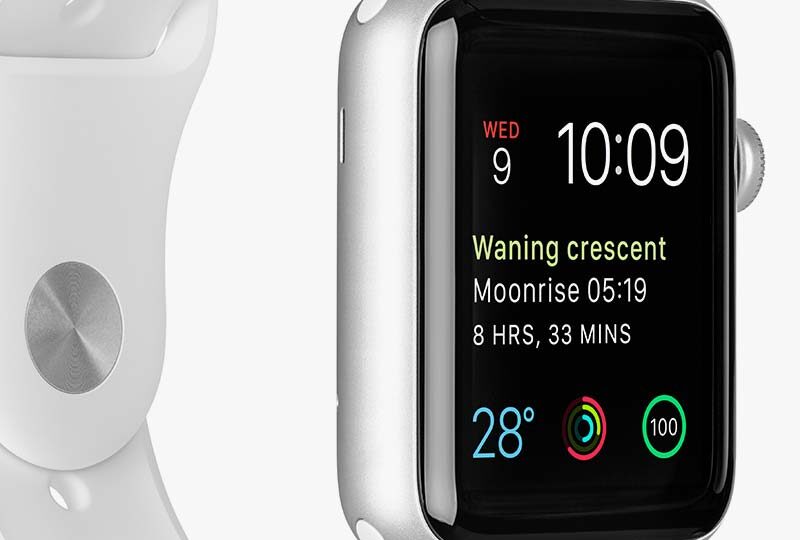 WED
9
10:09
Waning crescent
Moonrise 05:19
8 HRS, 33 MINS
28°
100